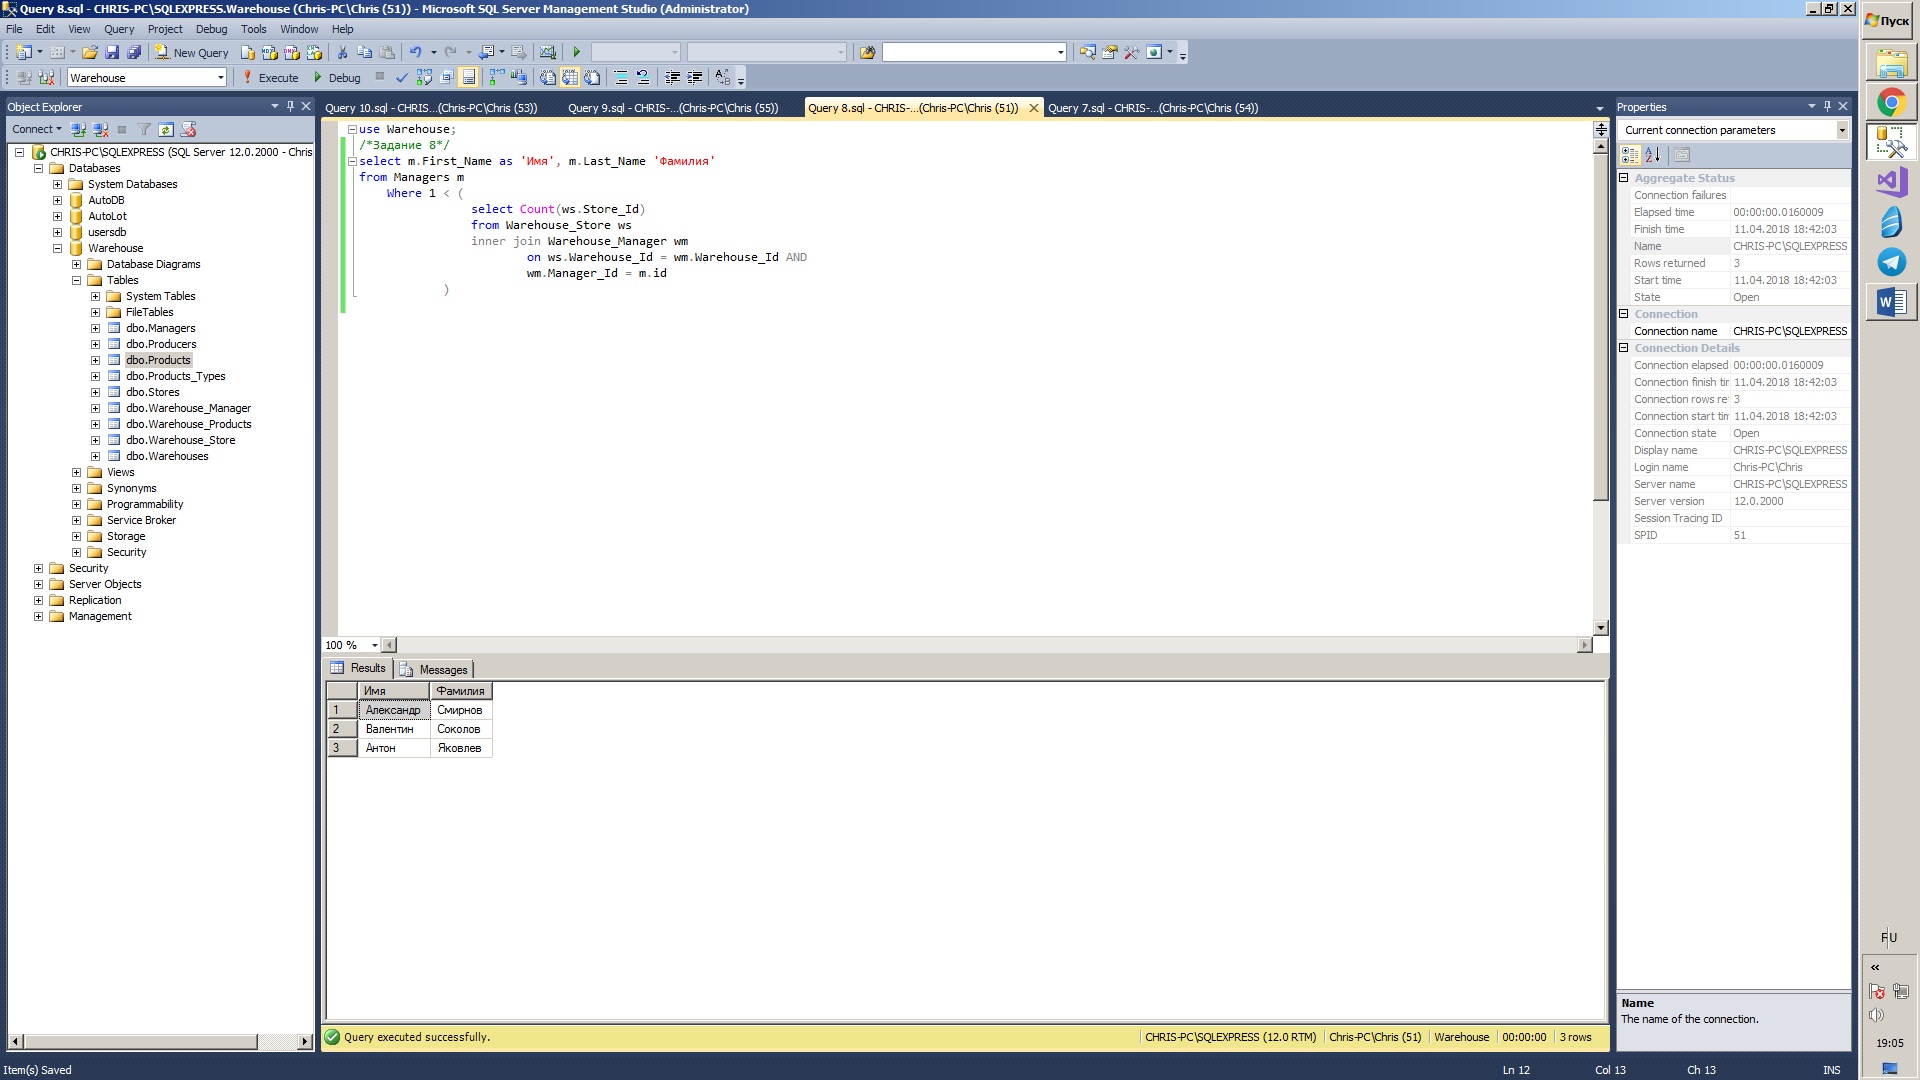 Query 8.sql - CHRIS-PC\SQLEXPRESS.Warehouse (Chris-PC\Chris (51)) - Microsoft SQL Server Management Studio (Administrator)
File Edit View Query Project Debug Tools Window Help
New Query
Warehouse Execute Debug
Object Explorer
Connect
CHRIS-PC\SQLEXPRESS (SQL Server 12.0.2000 - Chris
Databases
System Databases
AutoDB
AutoLot
usersdb
Warehouse
Database Diagrams
Tables
System Tables
FileTables
dbo.Managers
dbo.Producers
dbo.Products
dbo.Products_Types
dbo.Stores
dbo.Warehouse_Manager
dbo.Warehouse_Products
dbo.Warehouse_Store
dbo.Warehouses
Views
Synonyms
Programmability
Service Broker
Storage
Security
Security
Server Objects
Replication
Management
Query 10.sql - CHRIS...(Chris-PC\Chris (53)) Query 9.sql - CHRIS-...(Chris-PC\Chris (55)) Query 8.sql - CHRIS-...(Chris-PC\Chris (51)) Query 7.sql - CHRIS-...(Chris-PC\Chris (54))
use Warehouse;
/*Задание 8*/
select m.First_Name as 'Имя', m.Last_Name 'Фамилия'
from Managers m
Where 1 < (
select Count(ws.Store_Id)
from Warehouse_Store ws
inner join Warehouse_Manager wm
on ws.Warehouse_Id = wm.Warehouse_Id AND
wm.Manager_Id = m.id
)
100 %
Results Messages
Имя Фамилия
1 Александр Смирнов
2 Валентин Соколов
3 Антон Яковлев
Query executed successfully. CHRIS-PC\SQLEXPRESS (12.0 RTM) Chris-PC\Chris (51) Warehouse 00:00:00 3 rows
Properties
Current connection parameters
Aggregate Status
Connection failures
Elapsed time 00:00:00.0160009
Finish time 11.04.2018 18:42:03
Name CHRIS-PC\SQLEXPRESS
Rows returned 3
Start time 11.04.2018 18:42:03
State Open
Connection
Connection name CHRIS-PC\SQLEXPRESS
Connection Details
Connection elapsed 00:00:00.0160009
Connection finish tir 11.04.2018 18:42:03
Connection rows re 3
Connection start tim 11.04.2018 18:42:03
Connection state Open
Display name CHRIS-PC\SQLEXPRESS
Login name Chris-PC\Chris
Server name CHRIS-PC\SQLEXPRESS
Server version 12.0.2000
Session Tracing ID
SPID 51
Name
The name of the connection.
Item(s) Saved Ln 12 Col 13 Ch 13 INS
Пуск
RU
19:05